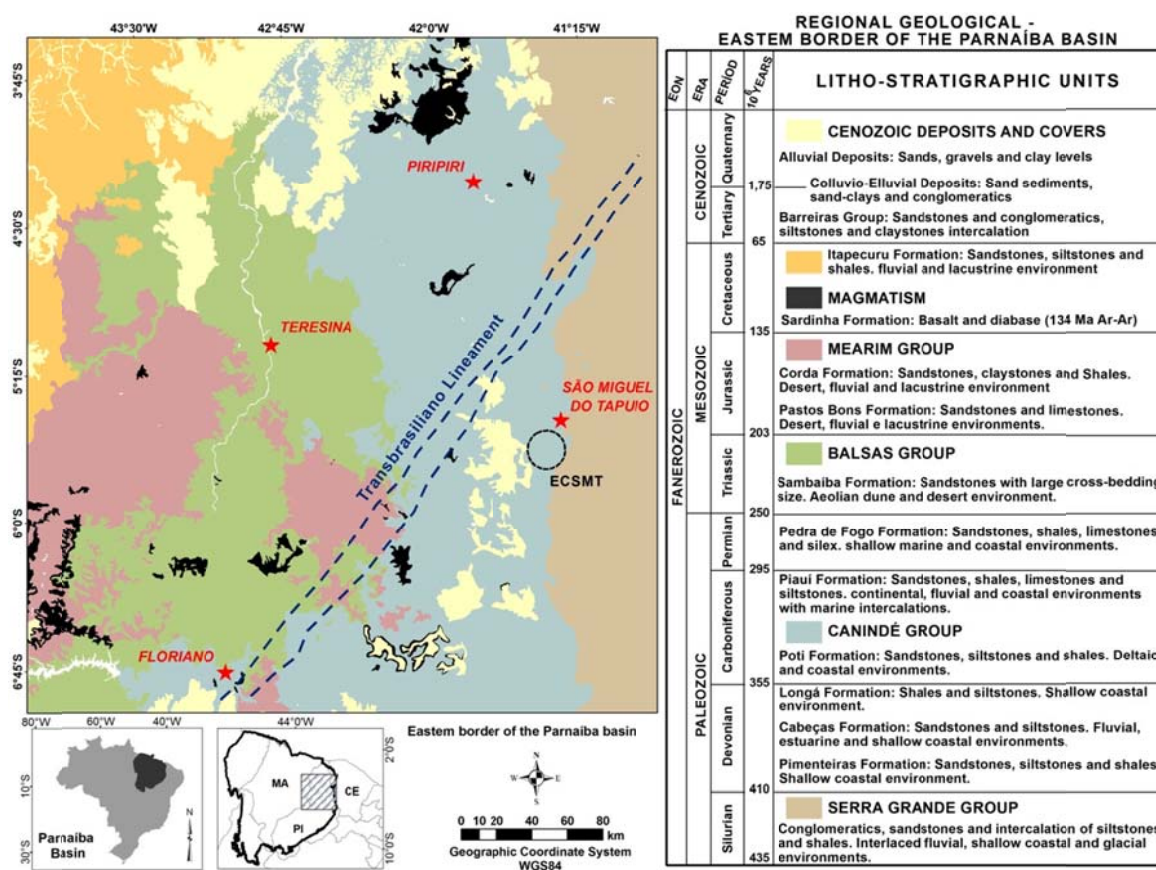 43°30'W 42°45'W 42°0'W 41°15'W
3°45'S
4°30'S
5°15'S
6°0'S
6°45'S
PIRIPIRI
TERESINA
Transbrasiliano Lineament
SÃO MIGUEL
DO TAPUIO
ECSMT
FLORIANO
80°W 60°W 40°W 44°0'W
10°S
30°S
N
Parnaíba
Basin
MA
CE
PI
2°0'S
10°0'S
Eastern border of the Parnaiba basin
N
W E
S
0 10 20 40 60 80
km
Geographic Coordinate System
WGS84
REGIONAL GEOLOGICAL -
EASTEM BORDER OF THE PARNAÍBA BASIN
EON
ERA
PERÍOD
10⁶ YEARS
LITHO-STRATIGRAPHIC UNITS
FANEROZOIC
CENOZOIC
MESOZOIC
PALEOZOIC
Quaternary
Tertiary
Cretaceous
Jurassic
Triassic
Permian
Carboniferous
Devonian
Silurian
1,75
65
135
203
250
295
355
410
435
CENOZOIC DEPOSITS AND COVERS
Alluvial Deposits: Sands, gravels and clay levels
Colluvio-Elluvial Deposits: Sand sediments,
sand-clays and conglomeratics
Barreiras Group: Sandstones and conglomeratics,
siltstones and claystones intercalation
Itapecuru Formation: Sandstones, siltstones and
shales. fluvial and lacustrine environment
MAGMATISM
Sardinha Formation: Basalt and diabase (134 Ma Ar-Ar)
MEARIM GROUP
Corda Formation: Sandstones, claystones and Shales.
Desert, fluvial and lacustrine environment
Pastos Bons Formation: Sandstones and limestones.
Desert, fluvial e lacustrine environments.
BALSAS GROUP
Sambaiba Formation: Sandstones with large cross-bedding
size. Aeolian dune and desert environment.
Pedra de Fogo Formation: Sandstones, shales, limestones
and silex. shallow marine and coastal environments.
Piauí Formation: Sandstones, shales, limestones and
siltstones. continental, fluvial and coastal environments
with marine intercalations.
CANINDÉ GROUP
Poti Formation: Sandstones, siltstones and shales. Deltaic
and coastal environments.
Longá Formation: Shales and siltstones. Shallow coastal
environment.
Cabeças Formation: Sandstones and siltstones. Fluvial,
estuarine and shallow coastal environments.
Pimenteiras Formation: Sandstones, siltstones and shales
Shallow coastal environment.
SERRA GRANDE GROUP
Conglomeratics, sandstones and intercalation of siltstones
and shales. Interlaced fluvial, shallow coastal and glacial
environments.